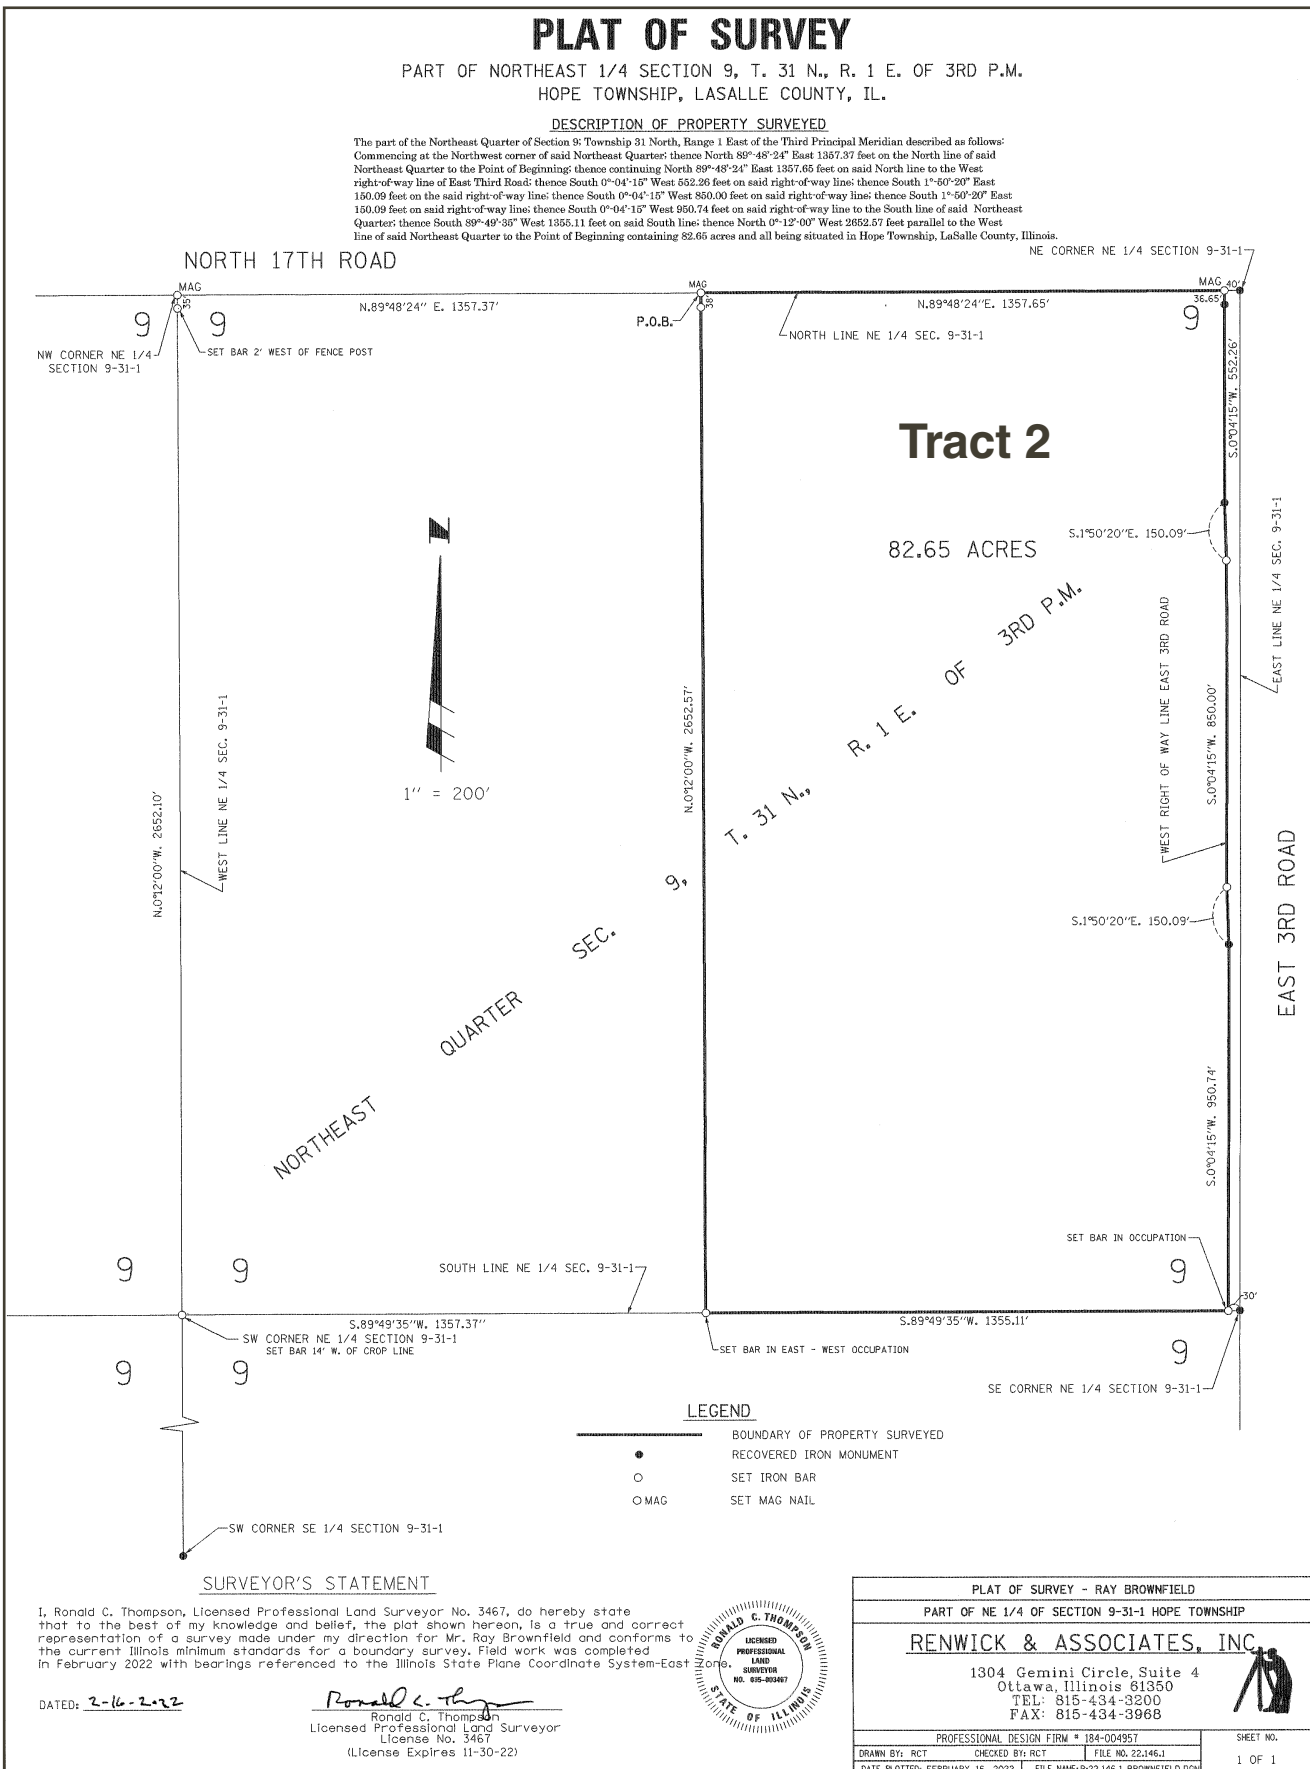 PLAT OF SURVEY
PART OF NORTHEAST 1/4 SECTION 9, T. 31 N., R. 1 E. OF 3RD P.M.
HOPE TOWNSHIP, LASALLE COUNTY, IL.
DESCRIPTION OF PROPERTY SURVEYED
The part of the Northeast Quarter of Section 9; Township 31 North, Range 1 East of the Third Principal Meridian described as follows:
Commencing at the Northwest corner of said Northeast Quarter; thence North 89°-48'-24" East 1357.37 feet on the North line of said
Northeast Quarter to the Point of Beginning; thence continuing North 89°-48'-24" East 1357.65 feet on said North line to the West
right-of-way line of East Third Road; thence South 0°-04'-15" West 552.26 feet on said right-of-way line; thence South 1°-50'-20" East
150.09 feet on the said right-of-way line; thence South 0°-04'-15" West 850.00 feet on said right-of-way line; thence South 1°-50'-20" East
150.09 feet on said right-of-way line; thence South 0°-04'-15" West 950.74 feet on said right-of-way line to the South line of said Northeast
Quarter; thence South 89°-49'-35" West 1355.11 feet on said South line; thence North 0°-12'-00" West 2652.57 feet parallel to the West
line of said Northeast Quarter to the Point of Beginning containing 82.65 acres and all being situated in Hope Township, LaSalle County, Illinois.
NORTH 17TH ROAD
NE CORNER NE 1/4 SECTION 9-31-1
MAG
MAG
MAG
40'
35'
N.89°48'24" E. 1357.37'
38'
N.89°48'24"E. 1357.65'
36.65'
P.O.B.
9
9
9
NORTH LINE NE 1/4 SEC. 9-31-1
NW CORNER NE 1/4
SECTION 9-31-1
SET BAR 2' WEST OF FENCE POST
S.0°04'15"W. 552.26'
Tract 2
82.65 ACRES
S.1°50'20"E. 150.09'
EAST LINE NE 1/4 SEC. 9-31-1
1" = 200'
N.0°12'00"W. 2652.10'
WEST LINE NE 1/4 SEC. 9-31-1
N.0°12'00"W. 2652.57'
WEST RIGHT OF WAY LINE EAST 3RD ROAD
S.0°04'15"W. 850.00'
S.1°50'20"E. 150.09'
EAST 3RD ROAD
NORTHEAST QUARTER SEC. 9, T. 31 N., R. 1 E. OF 3RD P.M.
S.0°04'15"W. 950.74'
SET BAR IN OCCUPATION
9
9
SOUTH LINE NE 1/4 SEC. 9-31-1
9
30'
S.89°49'35"W. 1357.37"
S.89°49'35"W. 1355.11'
SW CORNER NE 1/4 SECTION 9-31-1
SET BAR 14' W. OF CROP LINE
SET BAR IN EAST - WEST OCCUPATION
9
9
9
SE CORNER NE 1/4 SECTION 9-31-1
LEGEND
BOUNDARY OF PROPERTY SURVEYED
RECOVERED IRON MONUMENT
SET IRON BAR
MAG SET MAG NAIL
SW CORNER SE 1/4 SECTION 9-31-1
SURVEYOR'S STATEMENT
I, Ronald C. Thompson, Licensed Professional Land Surveyor No. 3467, do hereby state
that to the best of my knowledge and belief, the plat shown hereon, is a true and correct
representation of a survey made under my direction for Mr. Ray Brownfield and conforms to
the current Illinois minimum standards for a boundary survey. Field work was completed
in February 2022 with bearings referenced to the Illinois State Plane Coordinate System-East Zone.
DATED: 2-16-2022
Ronald C. Thompson
Licensed Professional Land Surveyor
License No. 3467
(License Expires 11-30-22)
RONALD C. THOMPSON
LICENSED
PROFESSIONAL
LAND
SURVEYOR
NO. 035-003467
STATE OF ILLINOIS
PLAT OF SURVEY - RAY BROWNFIELD
PART OF NE 1/4 OF SECTION 9-31-1 HOPE TOWNSHIP
RENWICK & ASSOCIATES, INC.
1304 Gemini Circle, Suite 4
Ottawa, Illinois 61350
TEL: 815-434-3200
FAX: 815-434-3968
PROFESSIONAL DESIGN FIRM # 184-004957
SHEET NO.
DRAWN BY: RCT CHECKED BY: RCT FILE NO. 22.146.1
1 OF 1
DATE PLOTTED: FEBRUARY 16, 2022